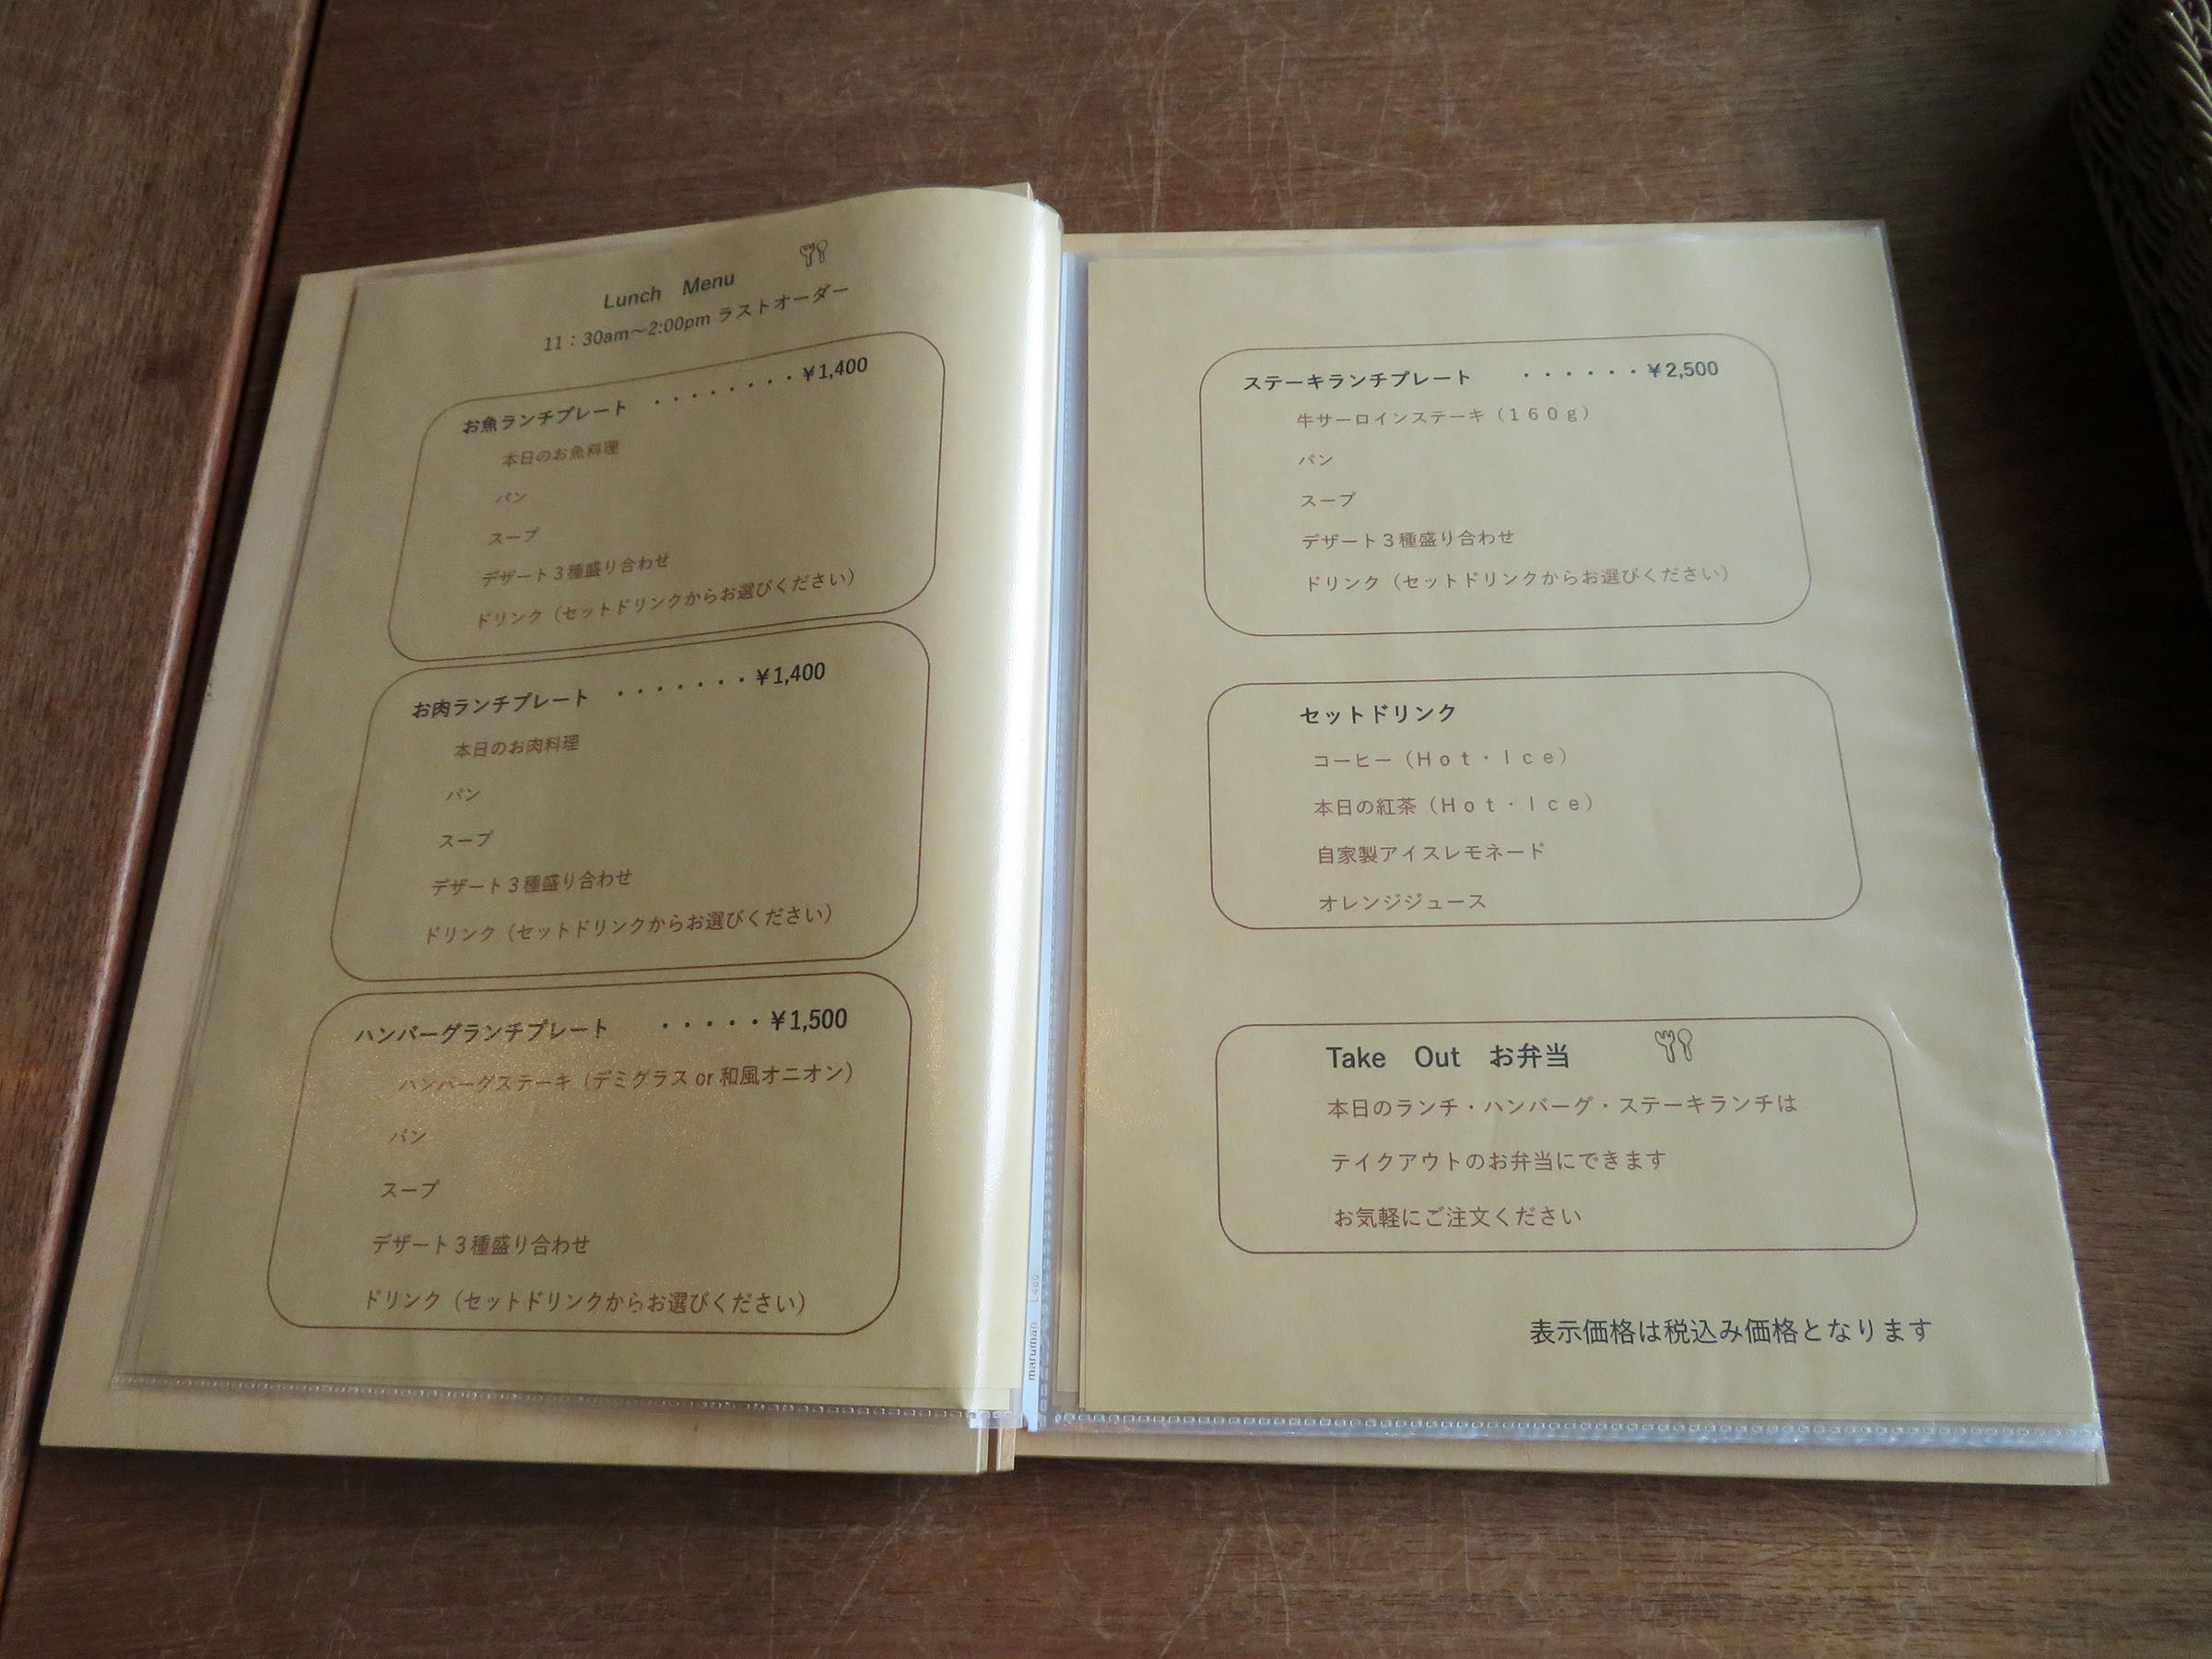 Lunch Menu
11：30am～2:00pm ラストオーダー
お魚ランチプレート ・・・・・・・・¥1,400
本日のお魚料理
パン
スープ
デザート３種盛り合わせ
ドリンク（セットドリンクからお選びください）
お肉ランチプレート ・・・・・・・¥1,400
本日のお肉料理
パン
スープ
デザート３種盛り合わせ
ドリンク（セットドリンクからお選びください）
ハンバーグランチプレート ・・・・・¥1,500
ハンバーグステーキ（デミグラス or 和風オニオン）
パン
スープ
デザート３種盛り合わせ
ドリンク（セットドリンクからお選びください）
maruman L460
ステーキランチプレート ・・・・・・¥2,500
牛サーロインステーキ（１６０ｇ）
パン
スープ
デザート３種盛り合わせ
ドリンク（セットドリンクからお選びください）
セットドリンク
コーヒー（Ｈｏｔ・Ｉｃｅ）
本日の紅茶（Ｈｏｔ・Ｉｃｅ）
自家製アイスレモネード
オレンジジュース
Take Out お弁当
本日のランチ・ハンバーグ・ステーキランチは
テイクアウトのお弁当にできます
お気軽にご注文ください
表示価格は税込み価格となります